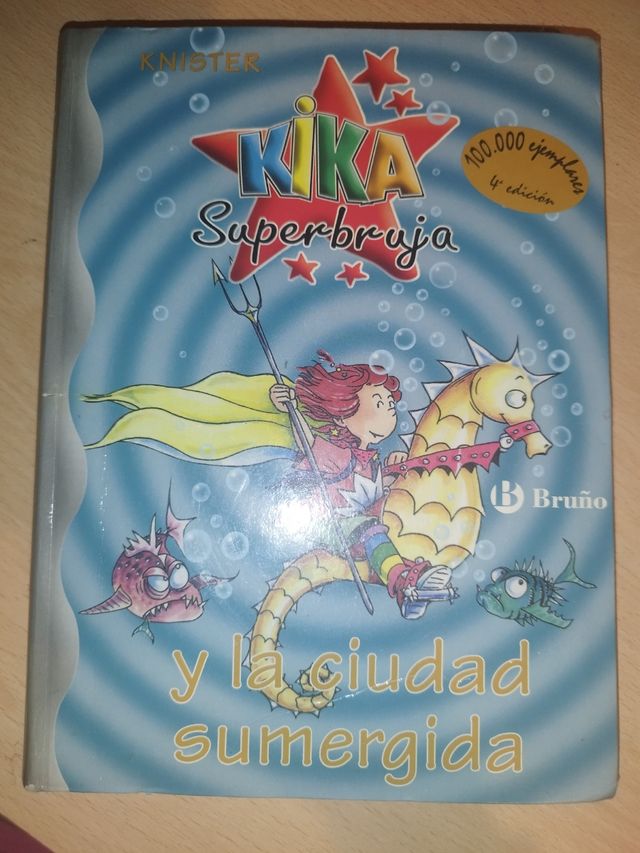 KNISTER
KIKA
Superbruja
100.000 ejemplares
4ª edición
B Bruño
y la ciudad
sumergida